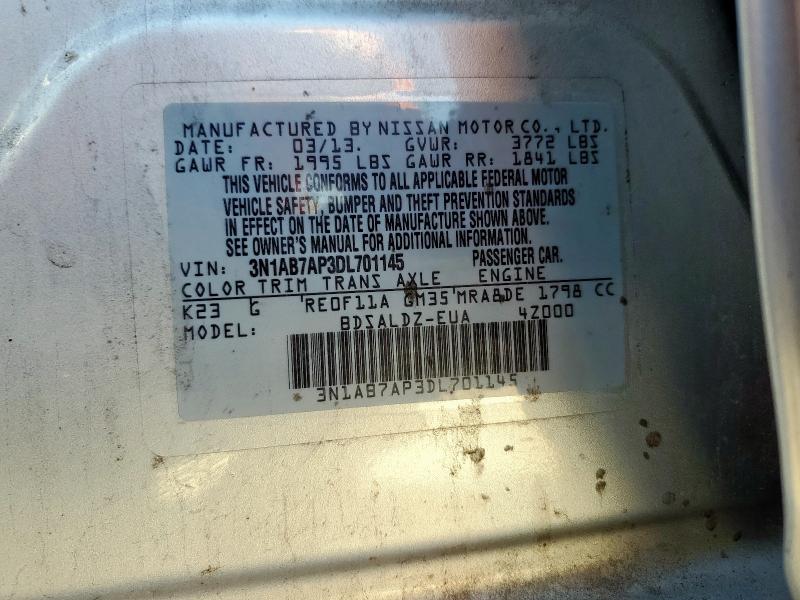 MANUFACTURED BY NISSAN MOTOR CO., LTD.
DATE: 03/13. GVWR: 3772 LBS
GAWR FR: 1995 LBS GAWR RR: 1841 LBS
THIS VEHICLE CONFORMS TO ALL APPLICABLE FEDERAL MOTOR
VEHICLE SAFETY, BUMPER AND THEFT PREVENTION STANDARDS
IN EFFECT ON THE DATE OF MANUFACTURE SHOWN ABOVE.
SEE OWNER'S MANUAL FOR ADDITIONAL INFORMATION.
VIN: 3N1AB7AP3DL701145 PASSENGER CAR.
COLOR TRIM TRANS AXLE ENGINE
K23 G RE0F11A GM35 MRA8DE 1798 CC
MODEL: BDSALDZ-EUA 4Z000
3N1AB7AP3DL701145